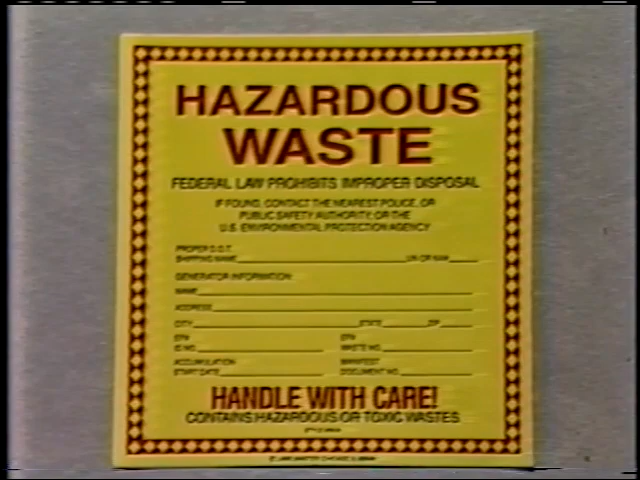 HAZARDOUS
WASTE
FEDERAL LAW PROHIBITS IMPROPER DISPOSAL
IF FOUND, CONTACT THE NEAREST POLICE, OR
PUBLIC SAFETY AUTHORITY, OR THE
U.S. ENVIRONMENTAL PROTECTION AGENCY
PROPER D.O.T.
SHIPPING NAME UN OR NA#
GENERATOR INFORMATION:
NAME
ADDRESS
CITY STATE ZIP
EPA EPA
ID NO. WASTE NO.
ACCUMULATION MANIFEST
START DATE DOCUMENT NO.
HANDLE WITH CARE!
CONTAINS HAZARDOUS OR TOXIC WASTES